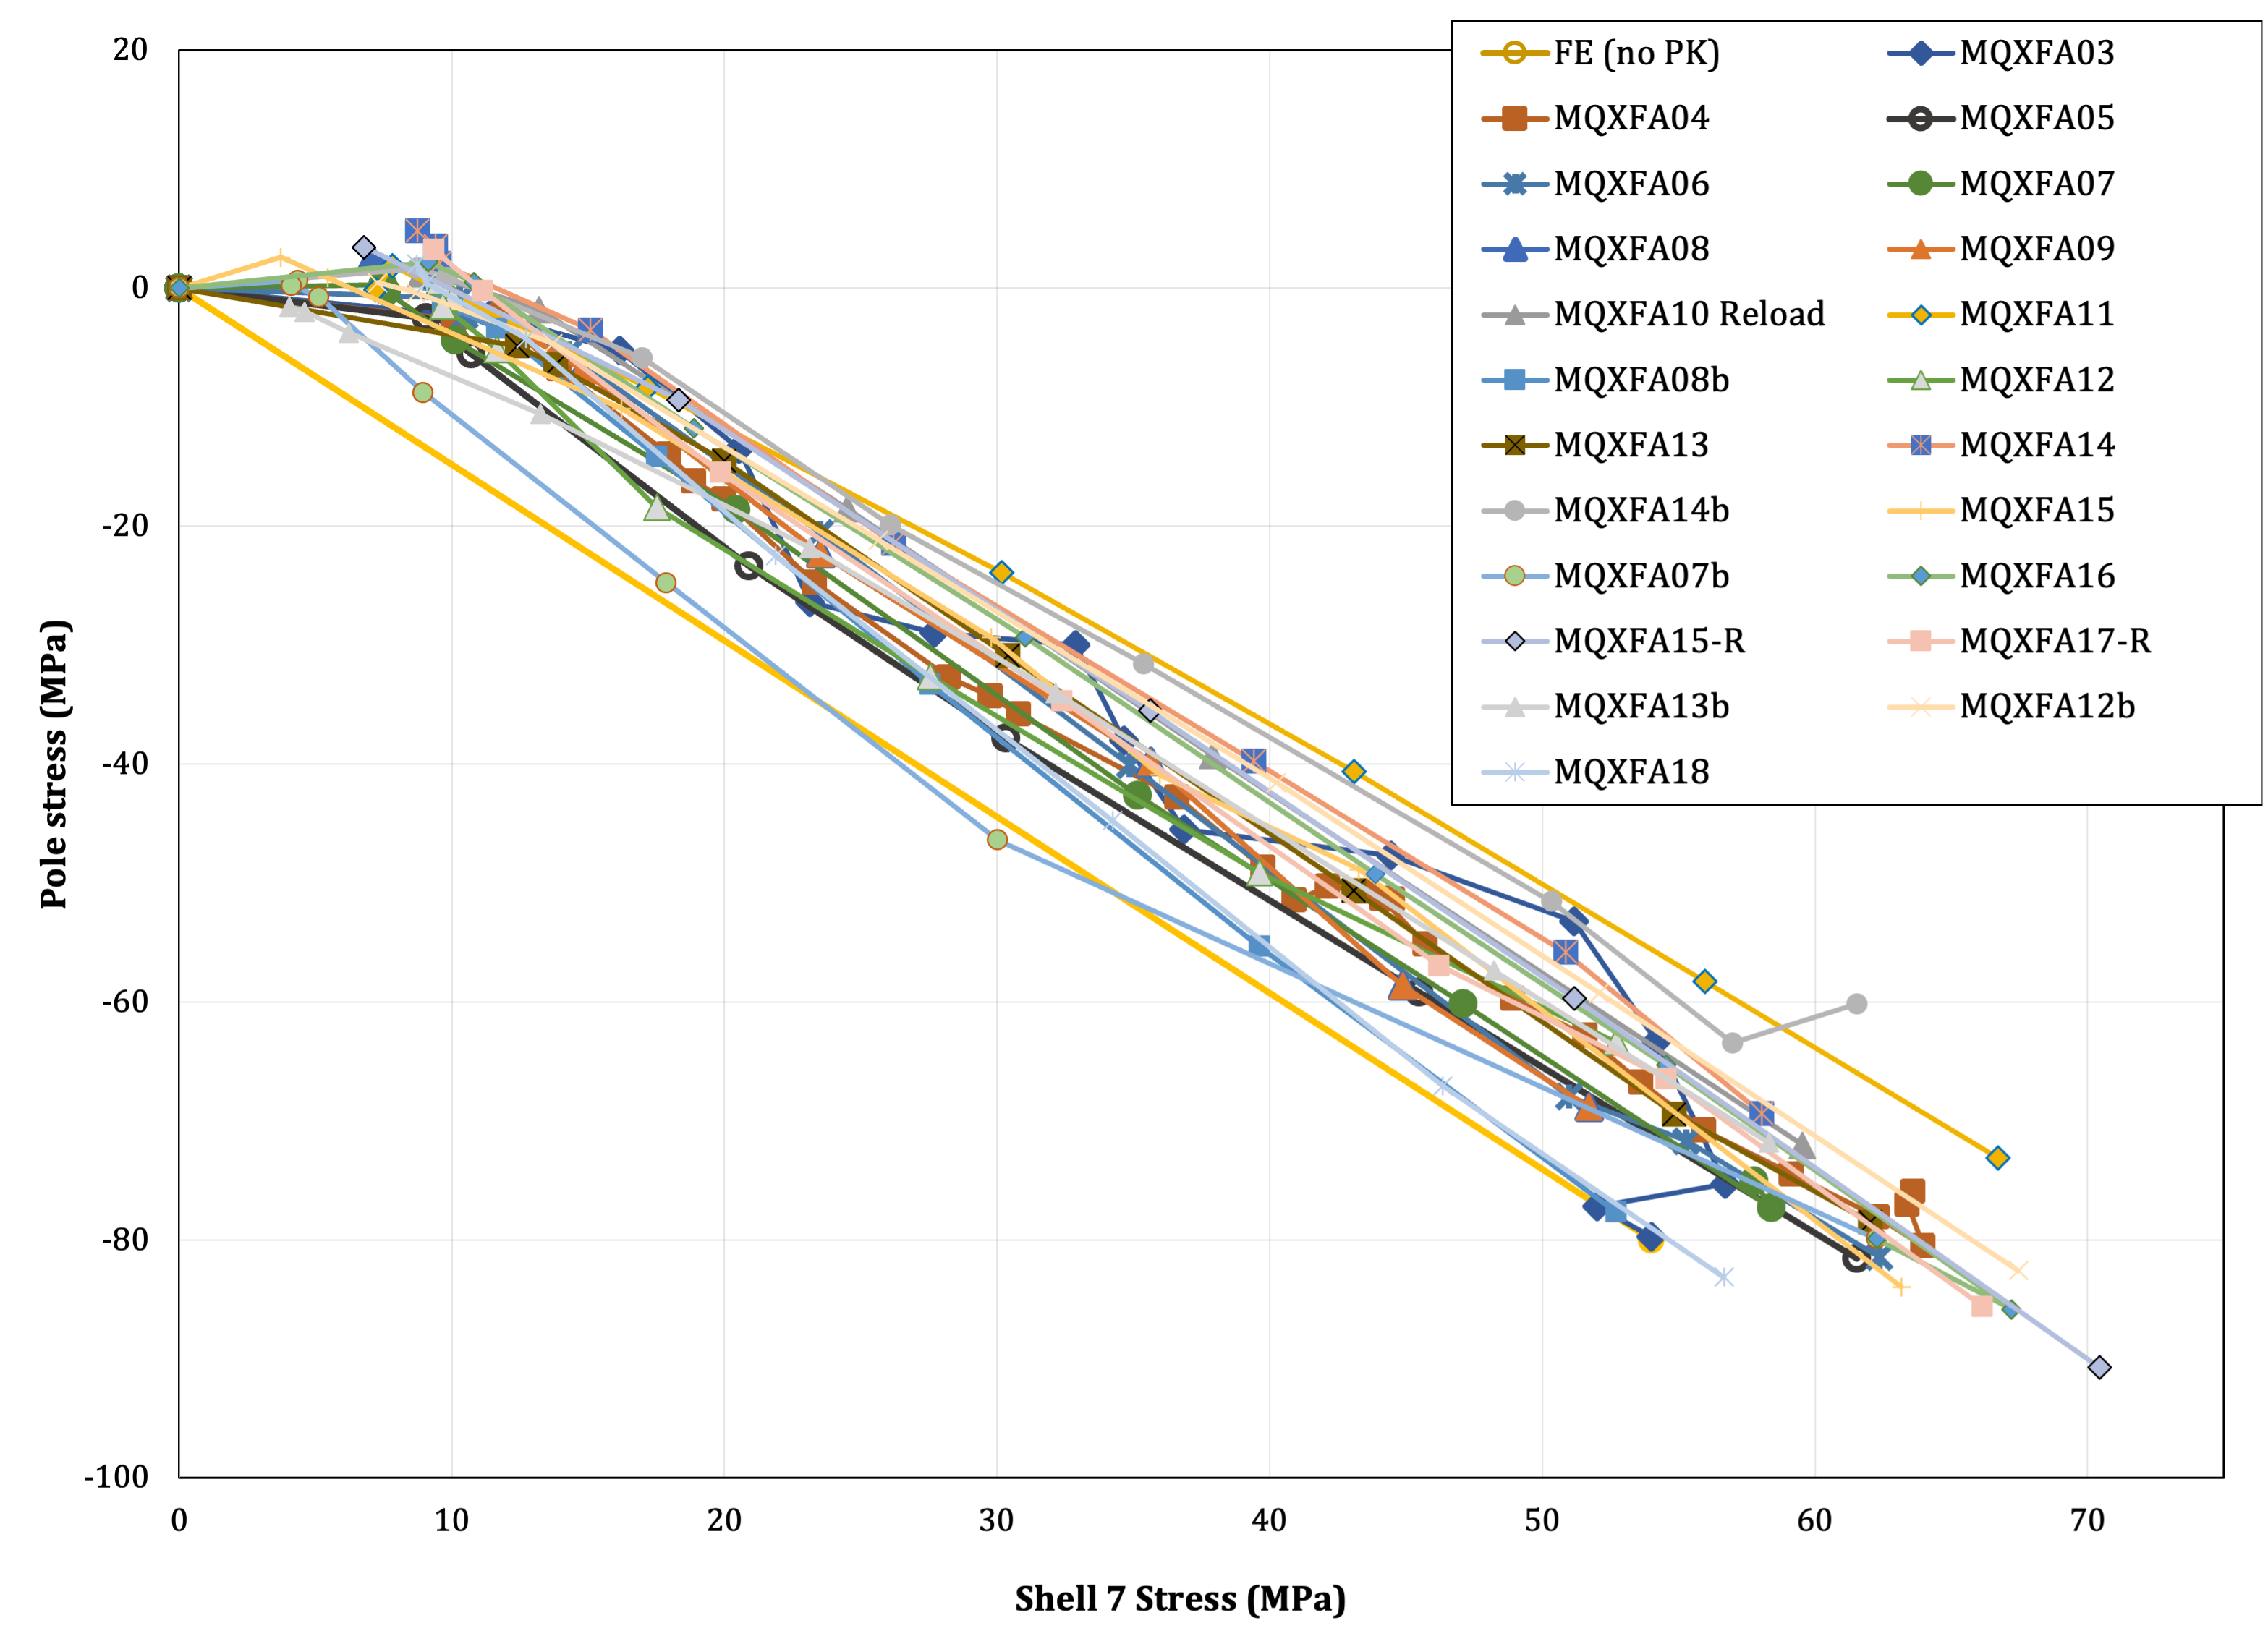 20
0
-20
-40
-60
-80
-100
Pole stress (MPa)
0 10 20 30 40 50 60 70
Shell 7 Stress (MPa)
FE (no PK) MQXFA03
MQXFA04 MQXFA05
MQXFA06 MQXFA07
MQXFA08 MQXFA09
MQXFA10 Reload MQXFA11
MQXFA08b MQXFA12
MQXFA13 MQXFA14
MQXFA14b MQXFA15
MQXFA07b MQXFA16
MQXFA15-R MQXFA17-R
MQXFA13b MQXFA12b
MQXFA18